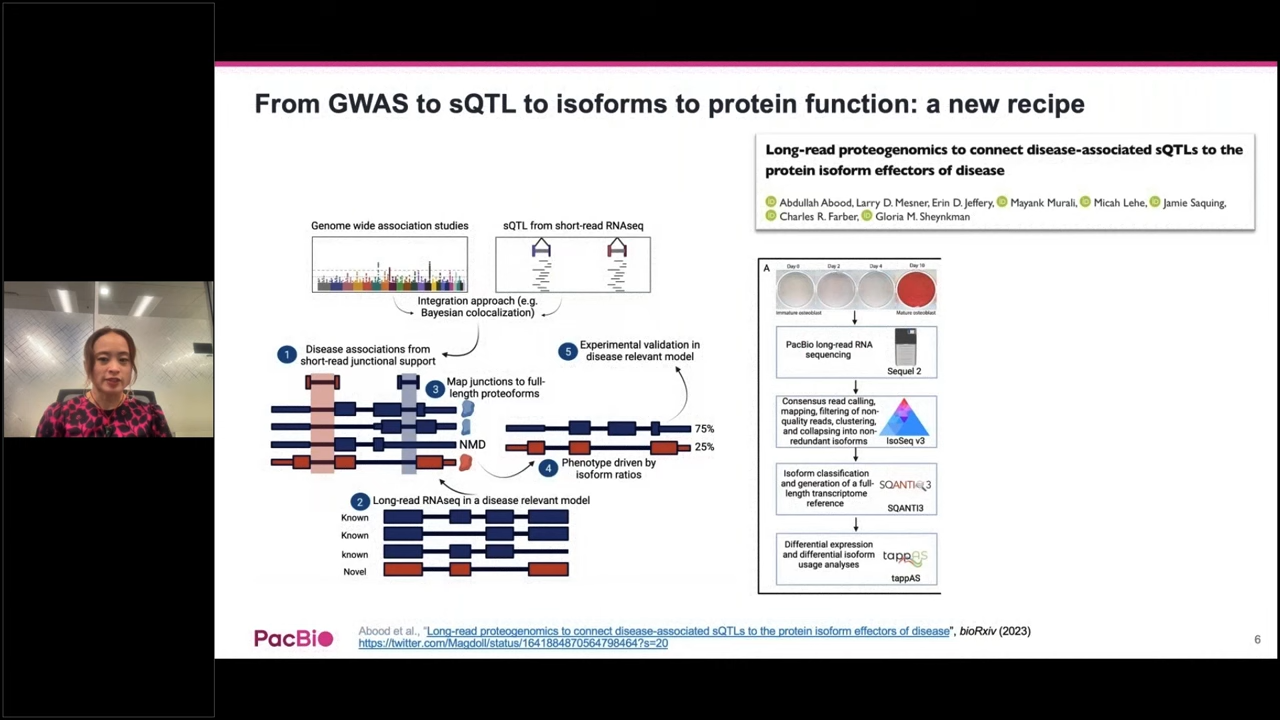 From GWAS to sQTL to isoforms to protein function: a new recipe
Long-read proteogenomics to connect disease-associated sQTLs to the
protein isoform effectors of disease
Abdullah Abood, Larry D. Mesner, Erin D. Jeffery, Mayank Murali, Micah Lehe, Jamie Saquing,
Charles R. Farber, Gloria M. Sheynkman
Genome wide association studies
sQTL from short-read RNAseq
Integration approach (e.g.
Bayesian colocalization)
1 Disease associations from
short-read junctional support
3 Map junctions to full-
length proteoforms
NMD
5 Experimental validation in
disease relevant model
75%
25%
4 Phenotype driven by
isoform ratios
2 Long-read RNAseq in a disease relevant model
Known
Known
known
Novel
A
Day 0 Day 2 Day 4 Day 10
Immature osteoblast Mature osteoblast
PacBio long-read RNA
sequencing
Sequel 2
Consensus read calling,
mapping, filtering of non-
quality reads, clustering,
and collapsing into non-
redundant isoforms
IsoSeq v3
Isoform classification
and generation of a full-
length transcriptome
reference
SQANTI3
SQANTI3
Differential expression
and differential isoform
usage analyses
tappAS
tappAS
PacBio
Abood et al., "Long-read proteogenomics to connect disease-associated sQTLs to the protein isoform effectors of disease", bioRxiv (2023)
https://twitter.com/Magdoll/status/1641884870564798464?s=20
6